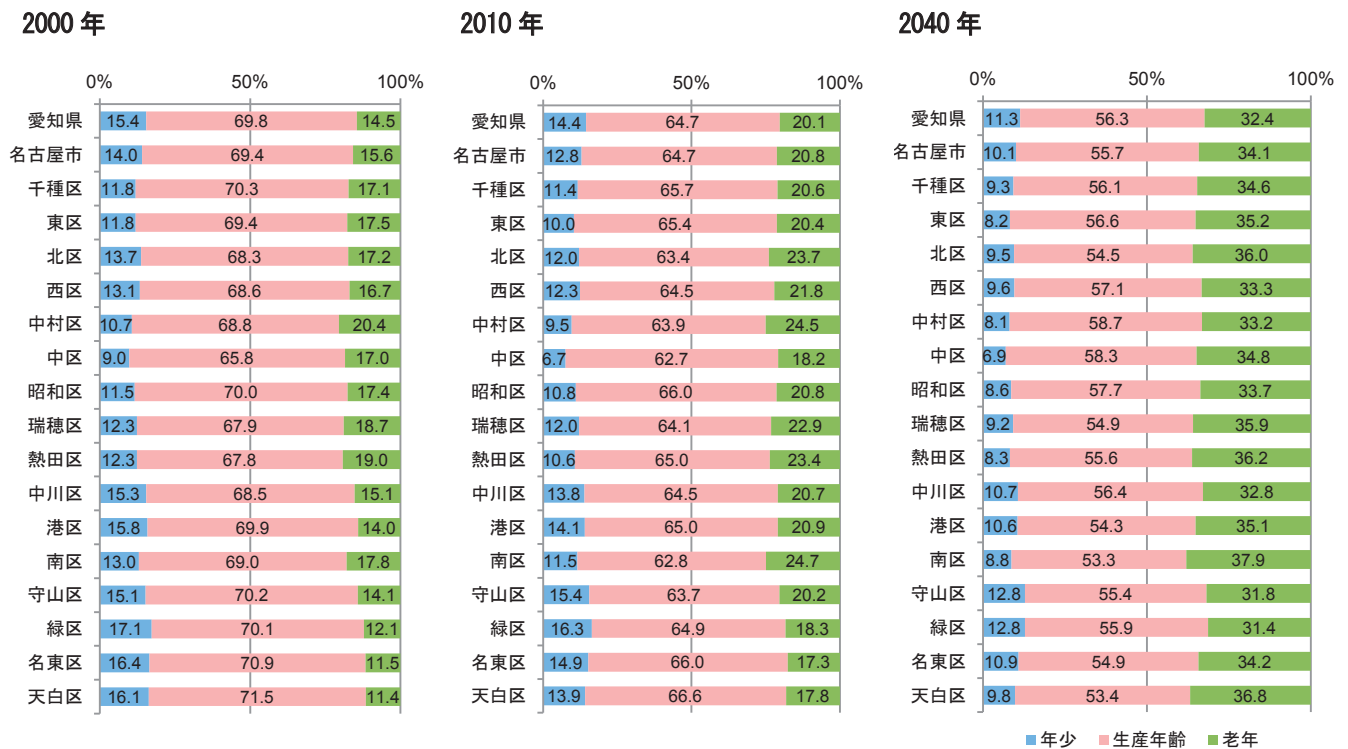 2000 年
0% 50% 100%
愛知県 15.4 69.8 14.5
名古屋市 14.0 69.4 15.6
千種区 11.8 70.3 17.1
東区 11.8 69.4 17.5
北区 13.7 68.3 17.2
西区 13.1 68.6 16.7
中村区 10.7 68.8 20.4
中区 9.0 65.8 17.0
昭和区 11.5 70.0 17.4
瑞穂区 12.3 67.9 18.7
熱田区 12.3 67.8 19.0
中川区 15.3 68.5 15.1
港区 15.8 69.9 14.0
南区 13.0 69.0 17.8
守山区 15.1 70.2 14.1
緑区 17.1 70.1 12.1
名東区 16.4 70.9 11.5
天白区 16.1 71.5 11.4
2010 年
0% 50% 100%
愛知県 14.4 64.7 20.1
名古屋市 12.8 64.7 20.8
千種区 11.4 65.7 20.6
東区 10.0 65.4 20.4
北区 12.0 63.4 23.7
西区 12.3 64.5 21.8
中村区 9.5 63.9 24.5
中区 6.7 62.7 18.2
昭和区 10.8 66.0 20.8
瑞穂区 12.0 64.1 22.9
熱田区 10.6 65.0 23.4
中川区 13.8 64.5 20.7
港区 14.1 65.0 20.9
南区 11.5 62.8 24.7
守山区 15.4 63.7 20.2
緑区 16.3 64.9 18.3
名東区 14.9 66.0 17.3
天白区 13.9 66.6 17.8
2040 年
0% 50% 100%
愛知県 11.3 56.3 32.4
名古屋市 10.1 55.7 34.1
千種区 9.3 56.1 34.6
東区 8.2 56.6 35.2
北区 9.5 54.5 36.0
西区 9.6 57.1 33.3
中村区 8.1 58.7 33.2
中区 6.9 58.3 34.8
昭和区 8.6 57.7 33.7
瑞穂区 9.2 54.9 35.9
熱田区 8.3 55.6 36.2
中川区 10.7 56.4 32.8
港区 10.6 54.3 35.1
南区 8.8 53.3 37.9
守山区 12.8 55.4 31.8
緑区 12.8 55.9 31.4
名東区 10.9 54.9 34.2
天白区 9.8 53.4 36.8
年少 生産年齢 老年